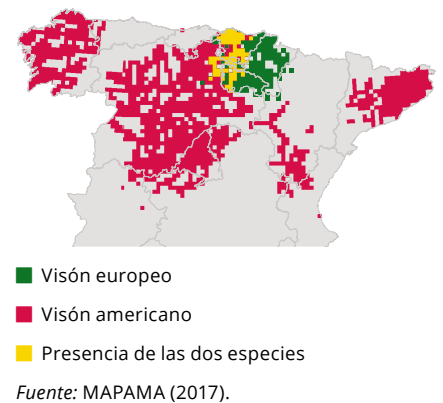 Visón europeo
Visón americano
Presencia de las dos especies
Fuente: MAPAMA (2017).